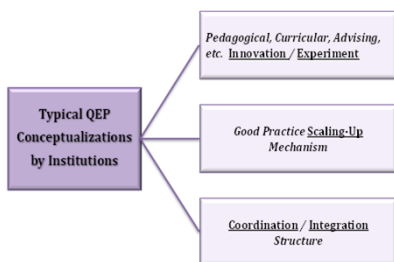 Pedagogical, Curricular, Advising,
etc. Innovation / Experiment
Typical QEP
Conceptualizations
by Institutions
Good Practice Scaling-Up
Mechanism
Coordination / Integration
Structure